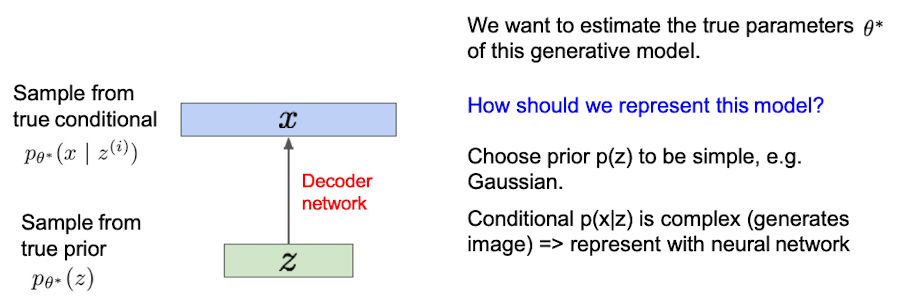 Sample from
true conditional
p_{θ*}(x | z^{(i)})
Sample from
true prior
p_{θ*}(z)
x
Decoder
network
z
We want to estimate the true parameters θ*
of this generative model.
How should we represent this model?
Choose prior p(z) to be simple, e.g.
Gaussian.
Conditional p(x|z) is complex (generates
image) => represent with neural network